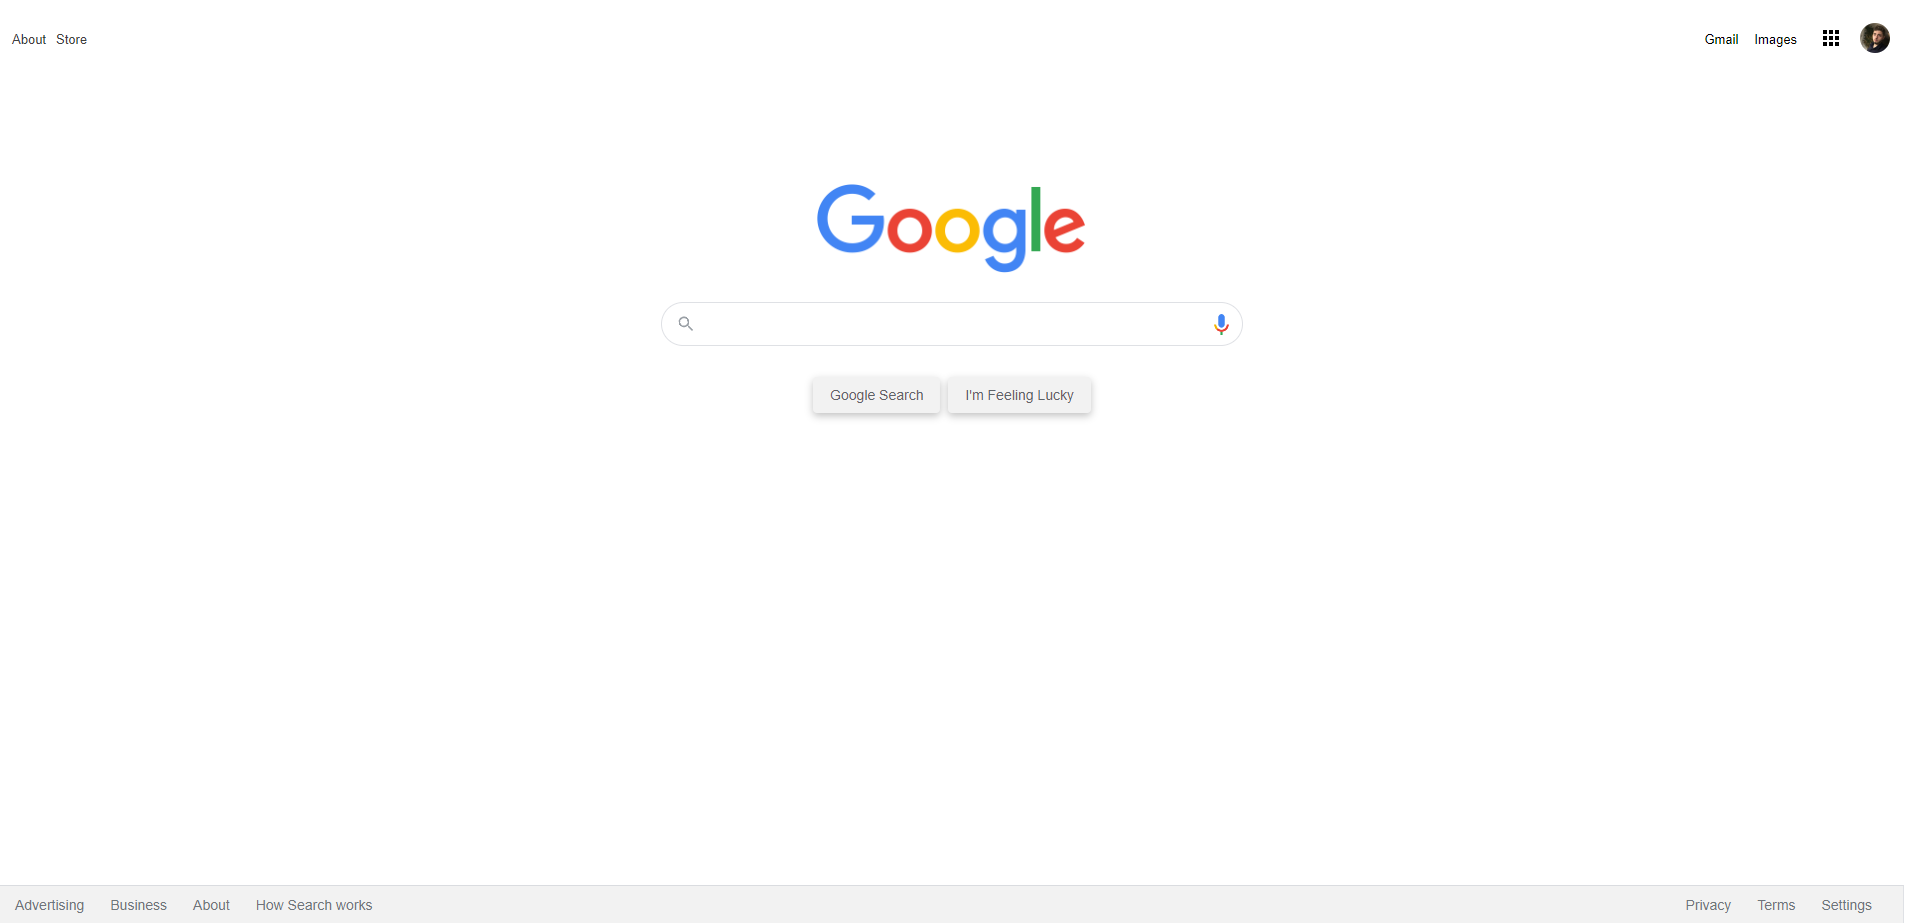 About Store Gmail Images
Google
Google Search I'm Feeling Lucky
Advertising Business About How Search works Privacy Terms Settings